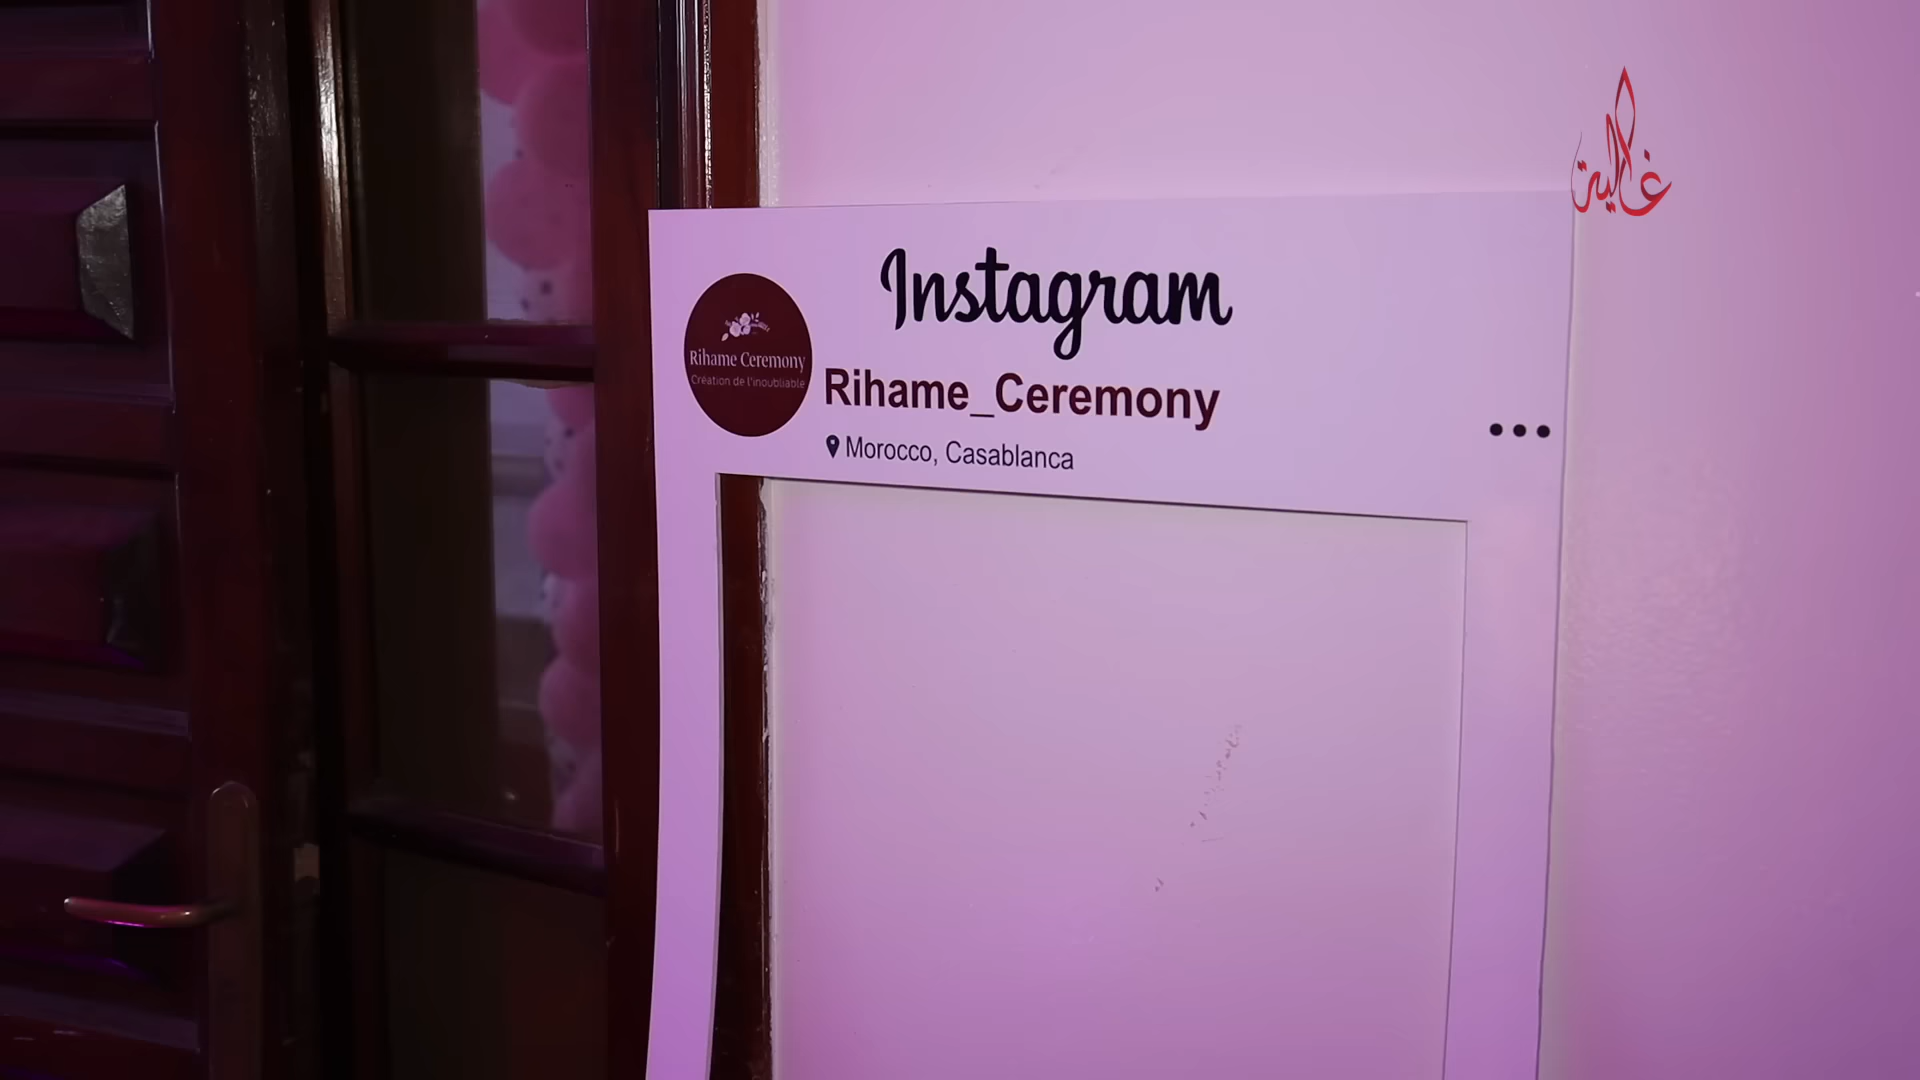 غالية
Instagram
Rihame Ceremony
Création de l'inoubliable
Rihame_Ceremony
Morocco, Casablanca